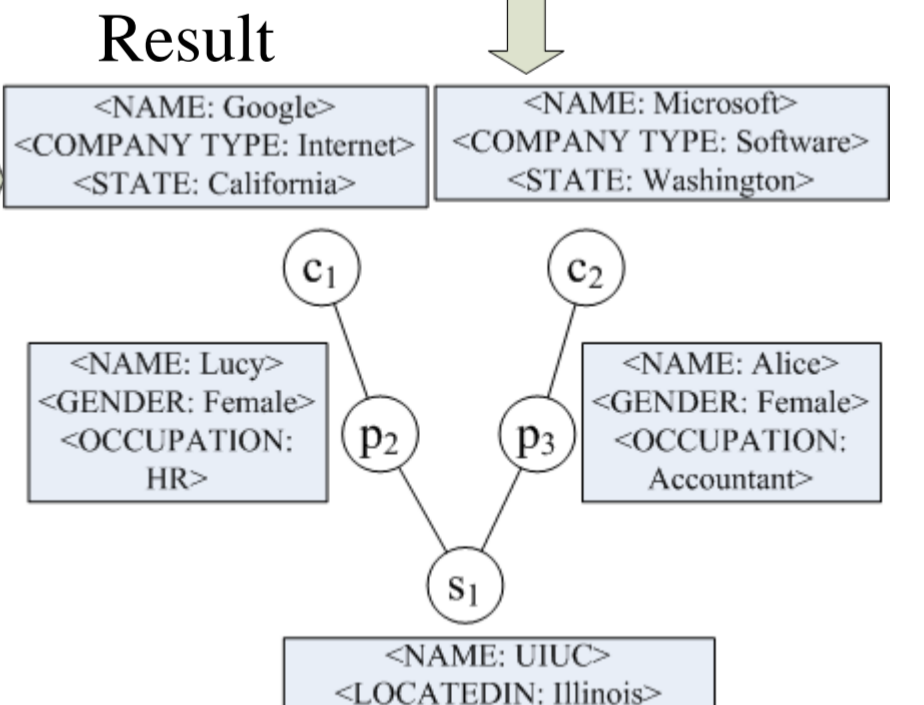 Result
<NAME: Google>
<COMPANY TYPE: Internet>
<STATE: California>
<NAME: Microsoft>
<COMPANY TYPE: Software>
<STATE: Washington>
c₁
c₂
<NAME: Lucy>
<GENDER: Female>
<OCCUPATION:
HR>
p₂
p₃
<NAME: Alice>
<GENDER: Female>
<OCCUPATION:
Accountant>
s₁
<NAME: UIUC>
<LOCATEDIN: Illinois>